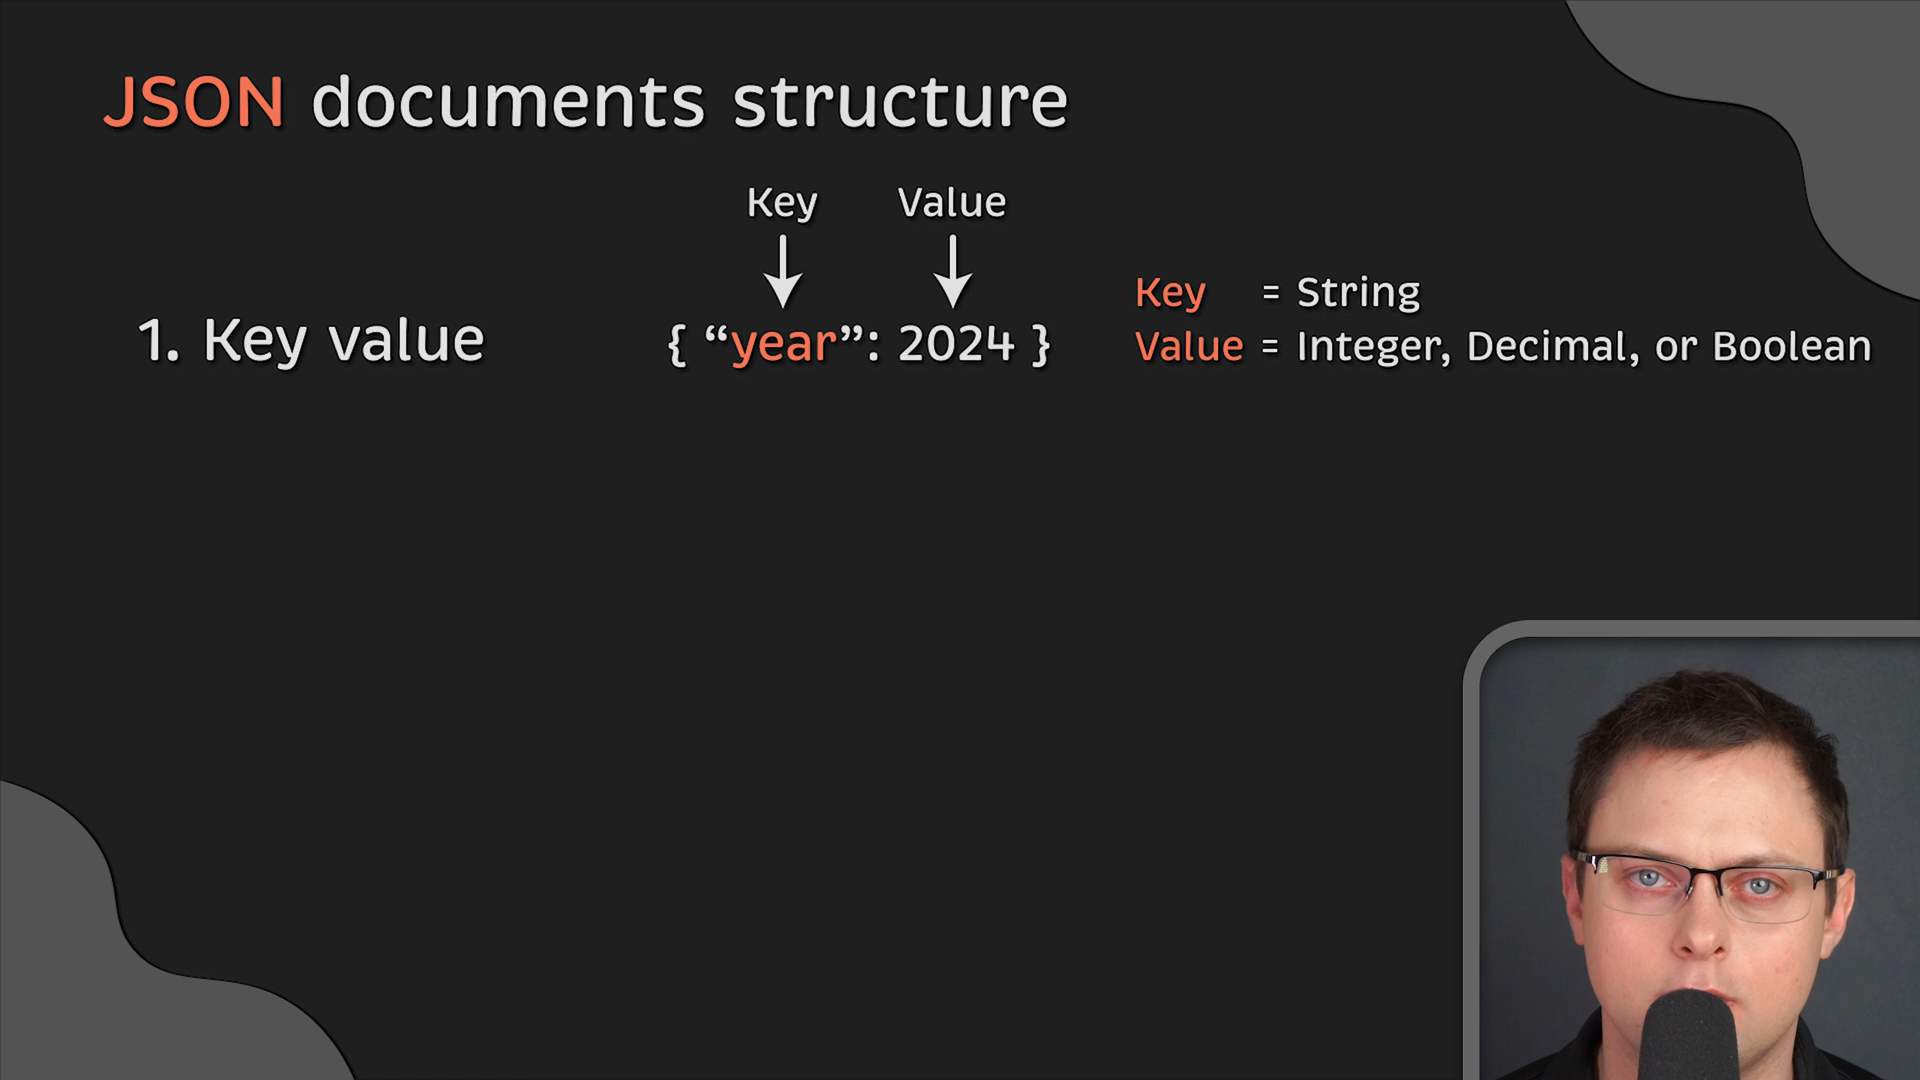 JSON documents structure
Key Value
1. Key value
{ “year”: 2024 }
Key = String
Value = Integer, Decimal, or Boolean